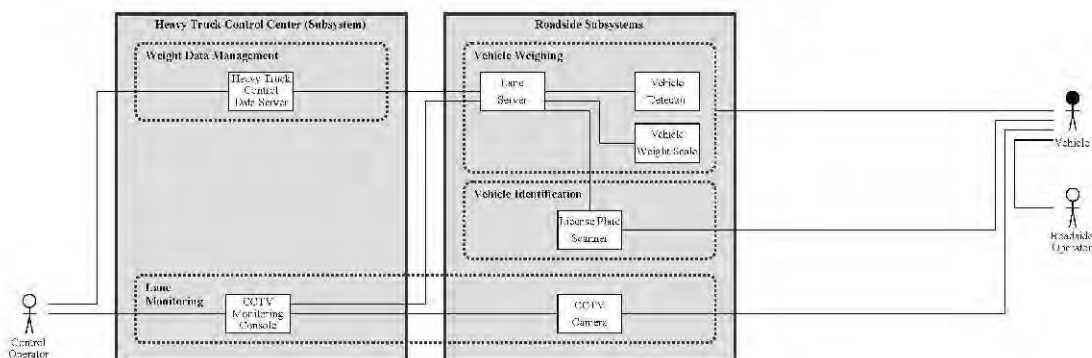 Heavy Truck Control Center (Subsystem)
Weight Data Management
Heavy Truck
Control
Data Server
Roadside Subsystems
Vehicle Weighing
Lane
Server
Vehicle
Vehicle
Weight Scale
Vehicle Identification
License Plate
Scanner
Lane
Monitoring
CCTV
Monitoring
Console
CCTV
Camera
Control
Operator
Vehicle
Roadside
Operator